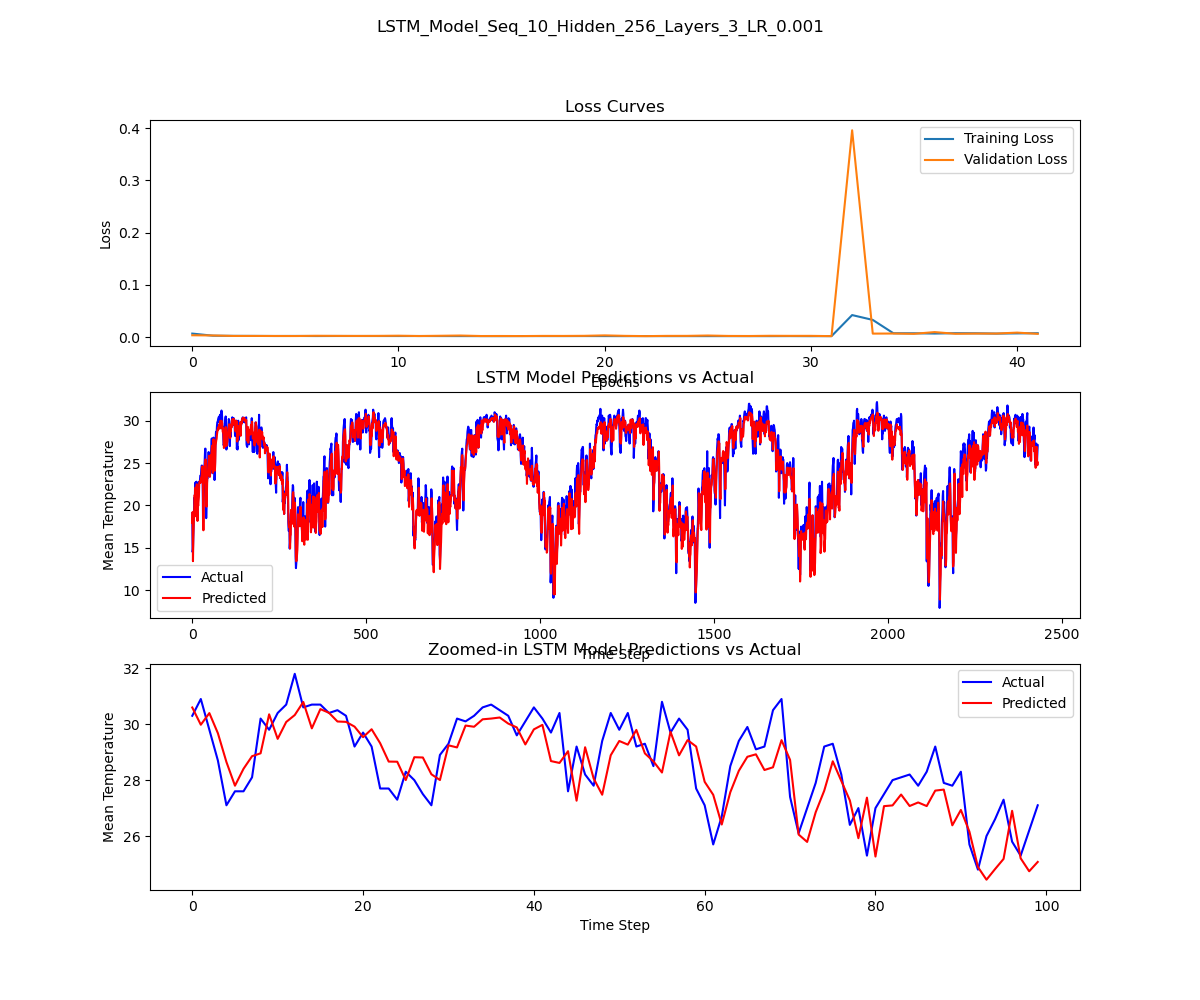 LSTM_Model_Seq_10_Hidden_256_Layers_3_LR_0.001
Loss Curves
0.4
0.3
0.2
0.1
0.0
Loss
Training Loss
Validation Loss
0 10 20 30 40
Epochs
LSTM Model Predictions vs Actual
30
25
20
15
10
Mean Temperature
Actual
Predicted
0 500 1000 1500 2000 2500
Time Step
Zoomed-in LSTM Model Predictions vs Actual
32
30
28
26
Mean Temperature
Actual
Predicted
0 20 40 60 80 100
Time Step